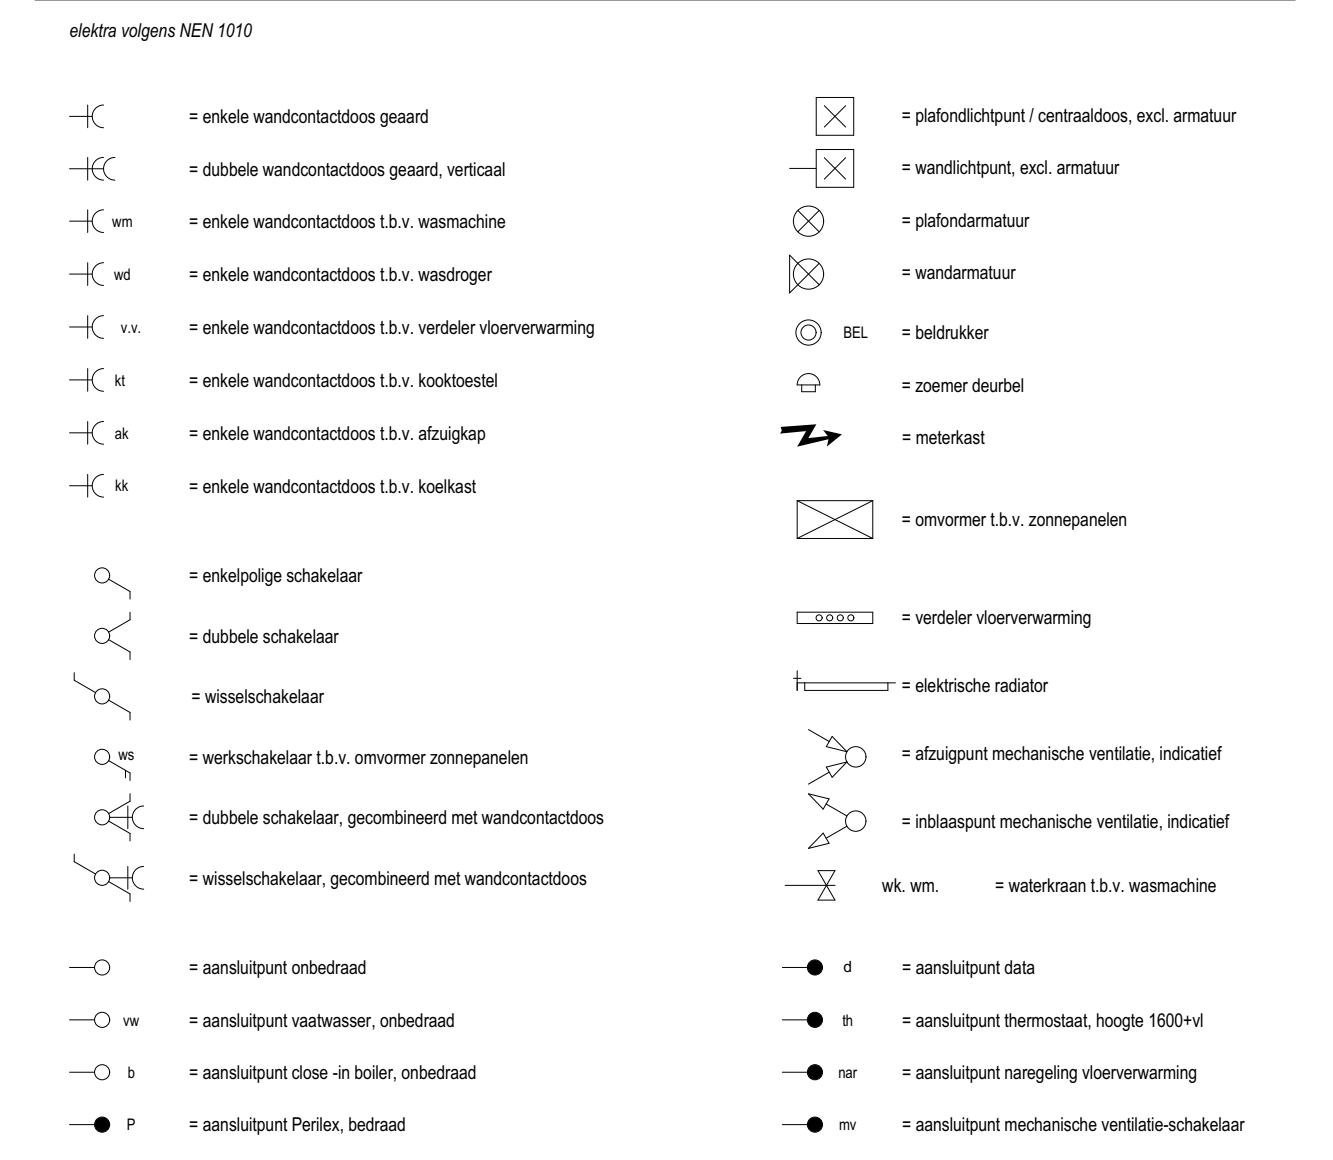 elektra volgens NEN 1010
= enkele wandcontactdoos geaard
= dubbele wandcontactdoos geaard, verticaal
wm = enkele wandcontactdoos t.b.v. wasmachine
wd = enkele wandcontactdoos t.b.v. wasdroger
v.v. = enkele wandcontactdoos t.b.v. verdeler vloerverwarming
kt = enkele wandcontactdoos t.b.v. kooktoestel
ak = enkele wandcontactdoos t.b.v. afzuigkap
kk = enkele wandcontactdoos t.b.v. koelkast
= enkelpolige schakelaar
= dubbele schakelaar
= wisselschakelaar
ws = werkschakelaar t.b.v. omvormer zonnepanelen
= dubbele schakelaar, gecombineerd met wandcontactdoos
= wisselschakelaar, gecombineerd met wandcontactdoos
= aansluitpunt onbedraad
vw = aansluitpunt vaatwasser, onbedraad
b = aansluitpunt close -in boiler, onbedraad
P = aansluitpunt Perilex, bedraad
= plafondlichtpunt / centraaldoos, excl. armatuur
= wandlichtpunt, excl. armatuur
= plafondarmatuur
= wandarmatuur
BEL = beldrukker
= zoemer deurbel
= meterkast
= omvormer t.b.v. zonnepanelen
= verdeler vloerverwarming
= elektrische radiator
= afzuigpunt mechanische ventilatie, indicatief
= inblaaspunt mechanische ventilatie, indicatief
wk. wm. = waterkraan t.b.v. wasmachine
d = aansluitpunt data
th = aansluitpunt thermostaat, hoogte 1600+vl
nar = aansluitpunt naregeling vloerverwarming
mv = aansluitpunt mechanische ventilatie-schakelaar